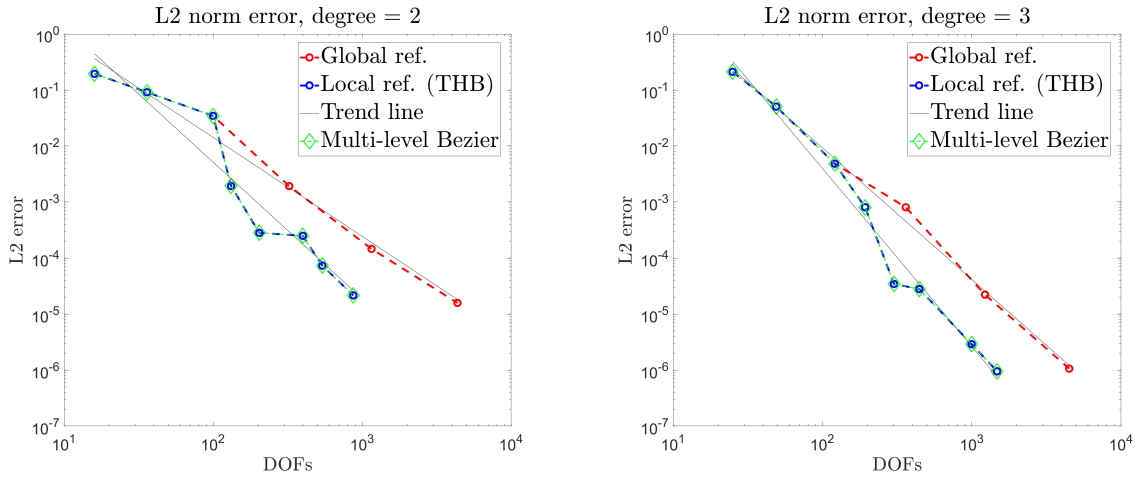 L2 norm error, degree = 2
10^0
10^-1
10^-2
10^-3
10^-4
10^-5
10^-6
10^-7
L2 error
Global ref.
Local ref. (THB)
Trend line
Multi-level Bezier
10^1
10^2
10^3
10^4
DOFs
L2 norm error, degree = 3
10^0
10^-1
10^-2
10^-3
10^-4
10^-5
10^-6
10^-7
L2 error
Global ref.
Local ref. (THB)
Trend line
Multi-level Bezier
10^1
10^2
10^3
10^4
DOFs